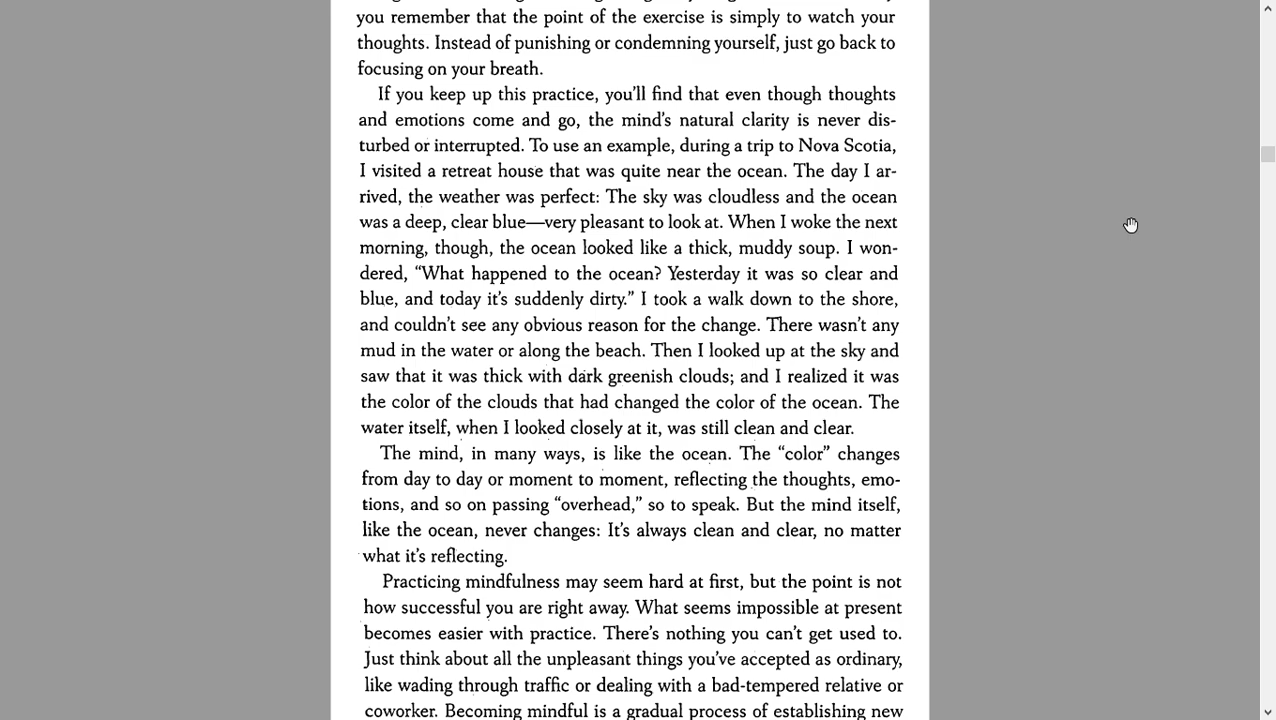 you remember that the point of the exercise is simply to watch your
thoughts. Instead of punishing or condemning yourself, just go back to
focusing on your breath.
If you keep up this practice, you'll find that even though thoughts
and emotions come and go, the mind's natural clarity is never dis-
turbed or interrupted. To use an example, during a trip to Nova Scotia,
I visited a retreat house that was quite near the ocean. The day I ar-
rived, the weather was perfect: The sky was cloudless and the ocean
was a deep, clear blue—very pleasant to look at. When I woke the next
morning, though, the ocean looked like a thick, muddy soup. I won-
dered, “What happened to the ocean? Yesterday it was so clear and
blue, and today it's suddenly dirty.” I took a walk down to the shore,
and couldn't see any obvious reason for the change. There wasn't any
mud in the water or along the beach. Then I looked up at the sky and
saw that it was thick with dark greenish clouds; and I realized it was
the color of the clouds that had changed the color of the ocean. The
water itself, when I looked closely at it, was still clean and clear.
The mind, in many ways, is like the ocean. The “color” changes
from day to day or moment to moment, reflecting the thoughts, emo-
tions, and so on passing “overhead,” so to speak. But the mind itself,
like the ocean, never changes: It's always clean and clear, no matter
what it's reflecting.
Practicing mindfulness may seem hard at first, but the point is not
how successful you are right away. What seems impossible at present
becomes easier with practice. There's nothing you can't get used to.
Just think about all the unpleasant things you've accepted as ordinary,
like wading through traffic or dealing with a bad-tempered relative or
coworker. Becoming mindful is a gradual process of establishing new